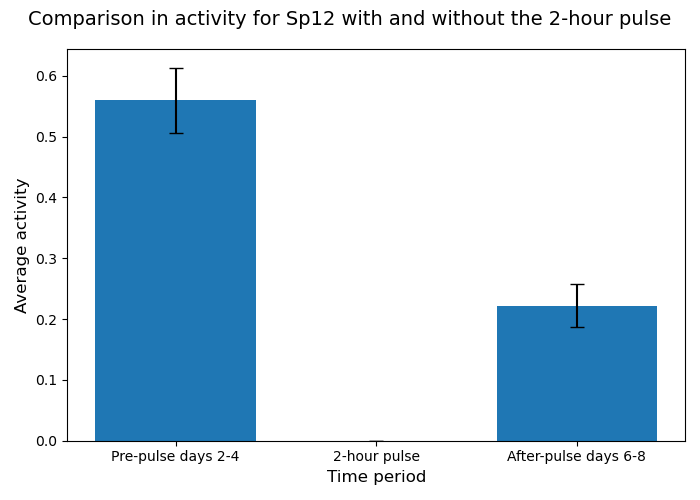 Comparison in activity for Sp12 with and without the 2-hour pulse
Average activity
0.6
0.5
0.4
0.3
0.2
0.1
0.0
Pre-pulse days 2-4
2-hour pulse
After-pulse days 6-8
Time period